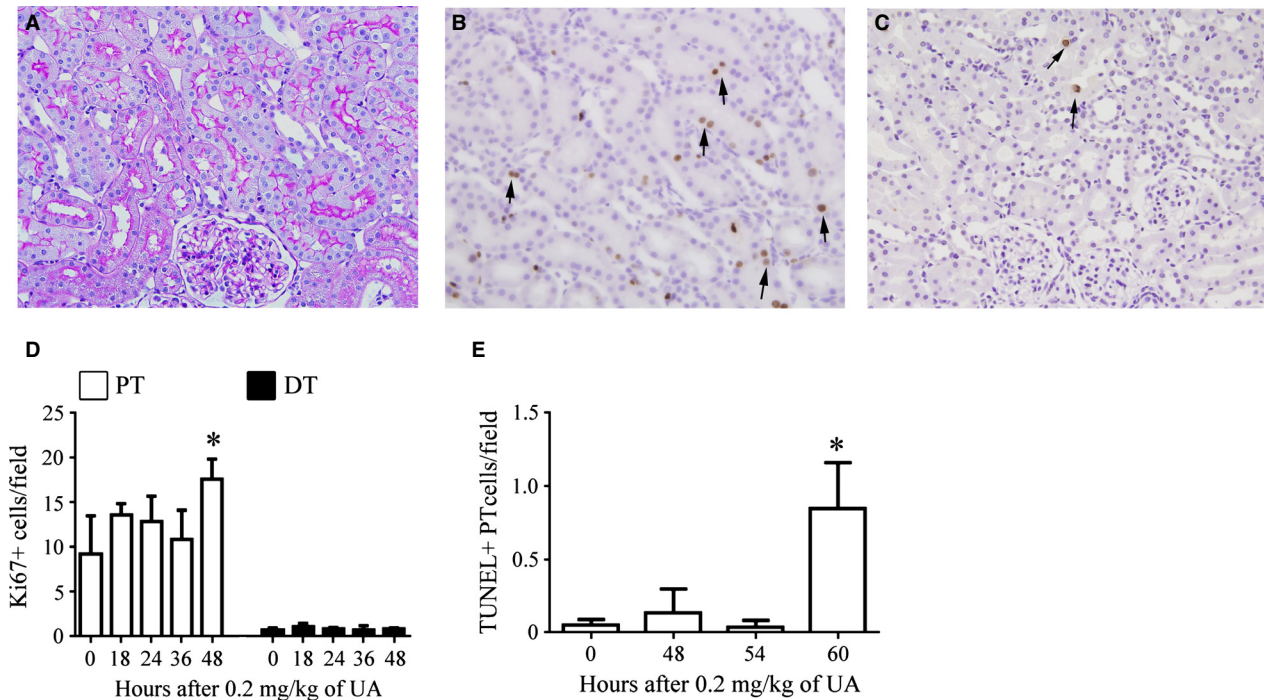 A
B
C
D
PT
DT
25
20
15
10
5
0
Ki67+ cells/field
*
0 18 24 36 48 0 18 24 36 48
Hours after 0.2 mg/kg of UA
E
1.5
1.0
0.5
0
TUNEL+ PTcells/field
*
0 48 54 60
Hours after 0.2 mg/kg of UA